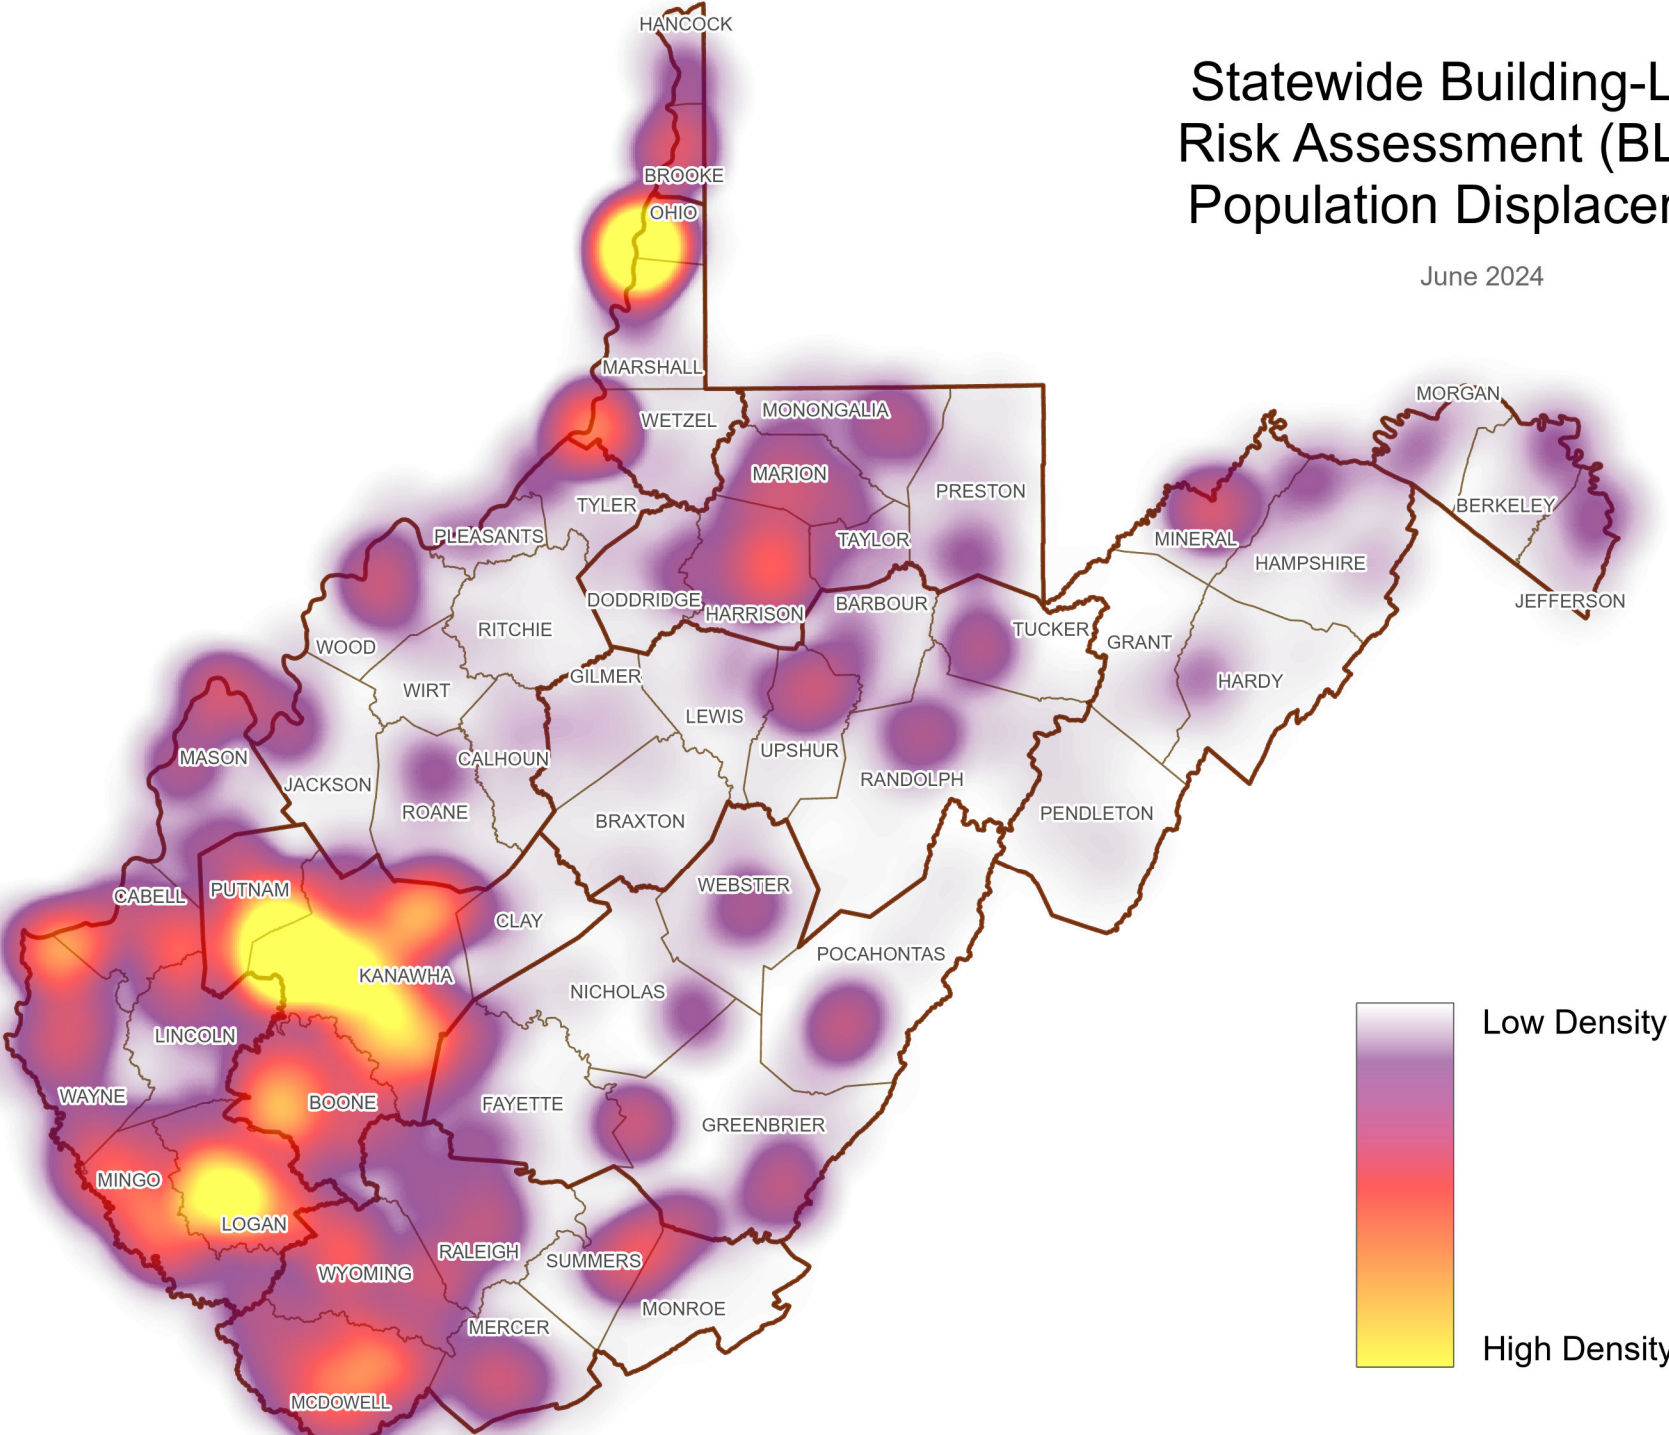 HANCOCK
Statewide Building-L
Risk Assessment (BL
BROOKE
Population Displacer
OHIO
June 2024
MARSHALL
MORGAN
WETZEL
MONONGALIA
MARION
PRESTON
TYLER
BERKELEY
PLEASANTS
TAYLOR
MINERAL
HAMPSHIRE
DODDRIDGE
BARBOUR
JEFFERSON
HARRISON
RITCHIE
TUCKER
GRANT
WOOD
GILMER
HARDY
WIRT
LEWIS
UPSHUR
MASON
CALHOUN
JACKSON
RANDOLPH
ROANE
BRAXTON
PENDLETON
WEBSTER
PUTNAM
CABELL
CLAY
POCAHONTAS
KANAWHA
NICHOLAS
Low Density
LINCOLN
WAYNE
BOONE
FAYETTE
GREENBRIER
MINGO
LOGAN
RALEIGH
SUMMERS
WYOMING
MONROE
MERCER
High Density
MCDOWELL